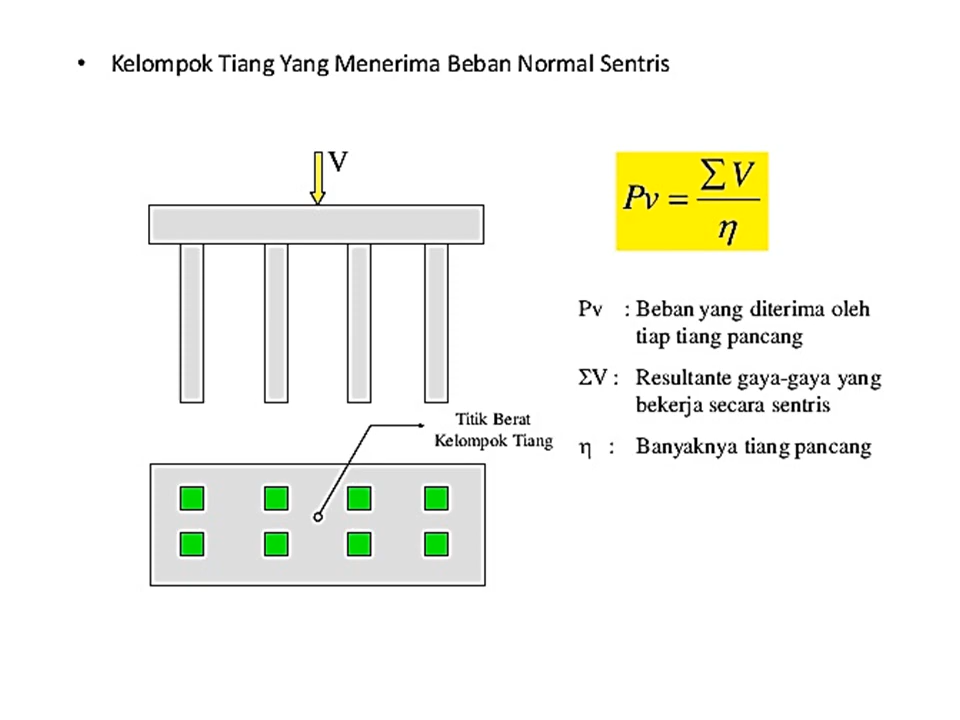 • Kelompok Tiang Yang Menerima Beban Normal Sentris
V
Pv = ∑V / η
Pv : Beban yang diterima oleh
tiap tiang pancang
ΣV : Resultante gaya-gaya yang
bekerja secara sentris
η : Banyaknya tiang pancang
Titik Berat
Kelompok Tiang